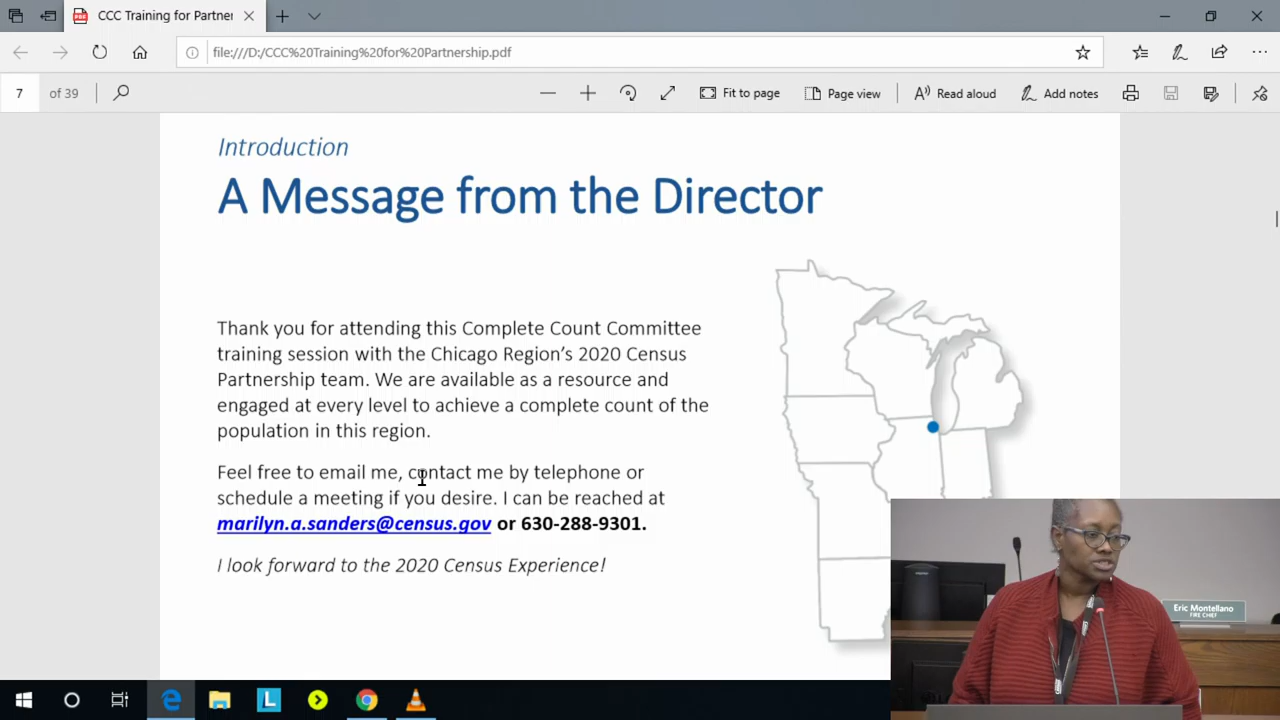 CCC Training for Partner
file:///D:/CCC%20Training%20for%20Partnership.pdf
7 of 39
Fit to page
Page view
Read aloud
Add notes
Introduction
A Message from the Director
Thank you for attending this Complete Count Committee
training session with the Chicago Region's 2020 Census
Partnership team. We are available as a resource and
engaged at every level to achieve a complete count of the
population in this region.
Feel free to email me, contact me by telephone or
schedule a meeting if you desire. I can be reached at
marilyn.a.sanders@census.gov or 630-288-9301.
I look forward to the 2020 Census Experience!
Eric Montellano
FIRE CHIEF